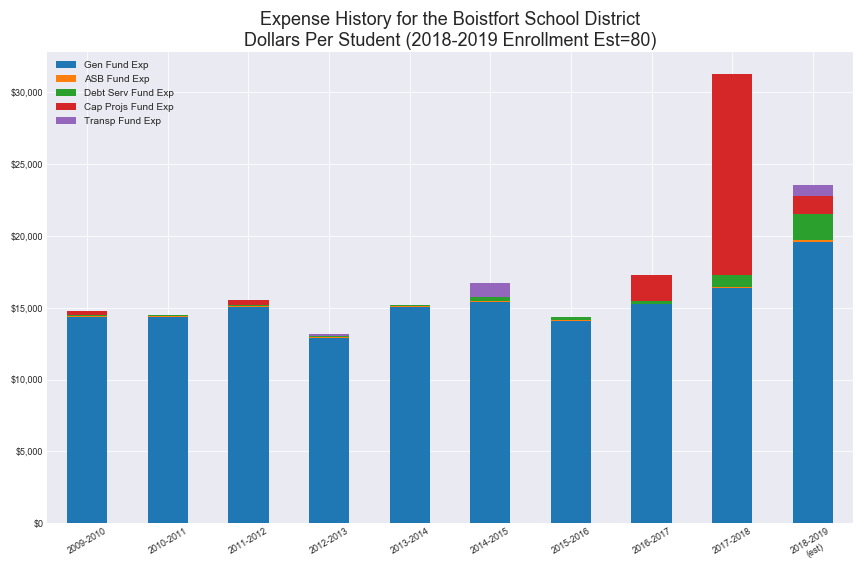 Expense History for the Boistfort School District
Dollars Per Student (2018-2019 Enrollment Est=80)
Gen Fund Exp
ASB Fund Exp
Debt Serv Fund Exp
Cap Projs Fund Exp
Transp Fund Exp
$30,000
$25,000
$20,000
$15,000
$10,000
$5,000
$0
2009-2010
2010-2011
2011-2012
2012-2013
2013-2014
2014-2015
2015-2016
2016-2017
2017-2018
2018-2019
(est)